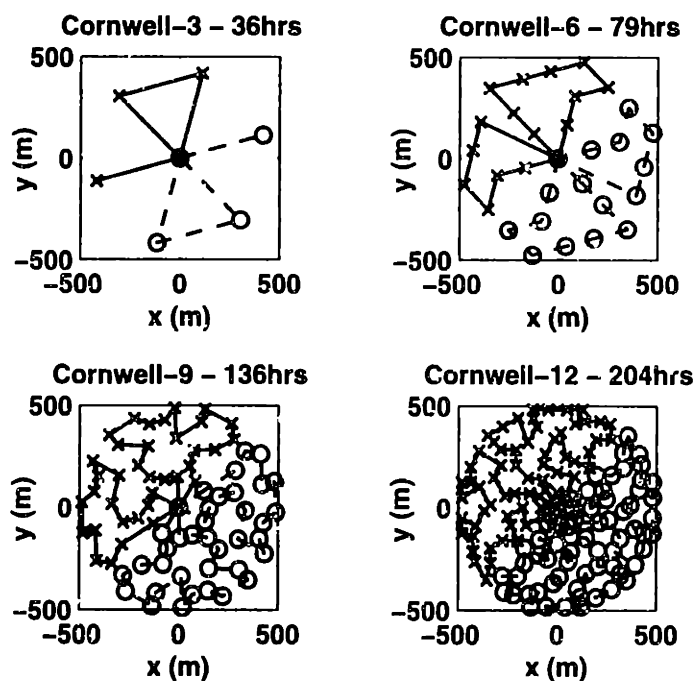 Cornwell-3 - 36hrs
500
0
-500
y (m)
-500 0 500
x (m)
Cornwell-6 - 79hrs
500
0
-500
y (m)
-500 0 500
x (m)
Cornwell-9 - 136hrs
500
0
-500
y (m)
-500 0 500
x (m)
Cornwell-12 - 204hrs
500
0
-500
y (m)
-500 0 500
x (m)